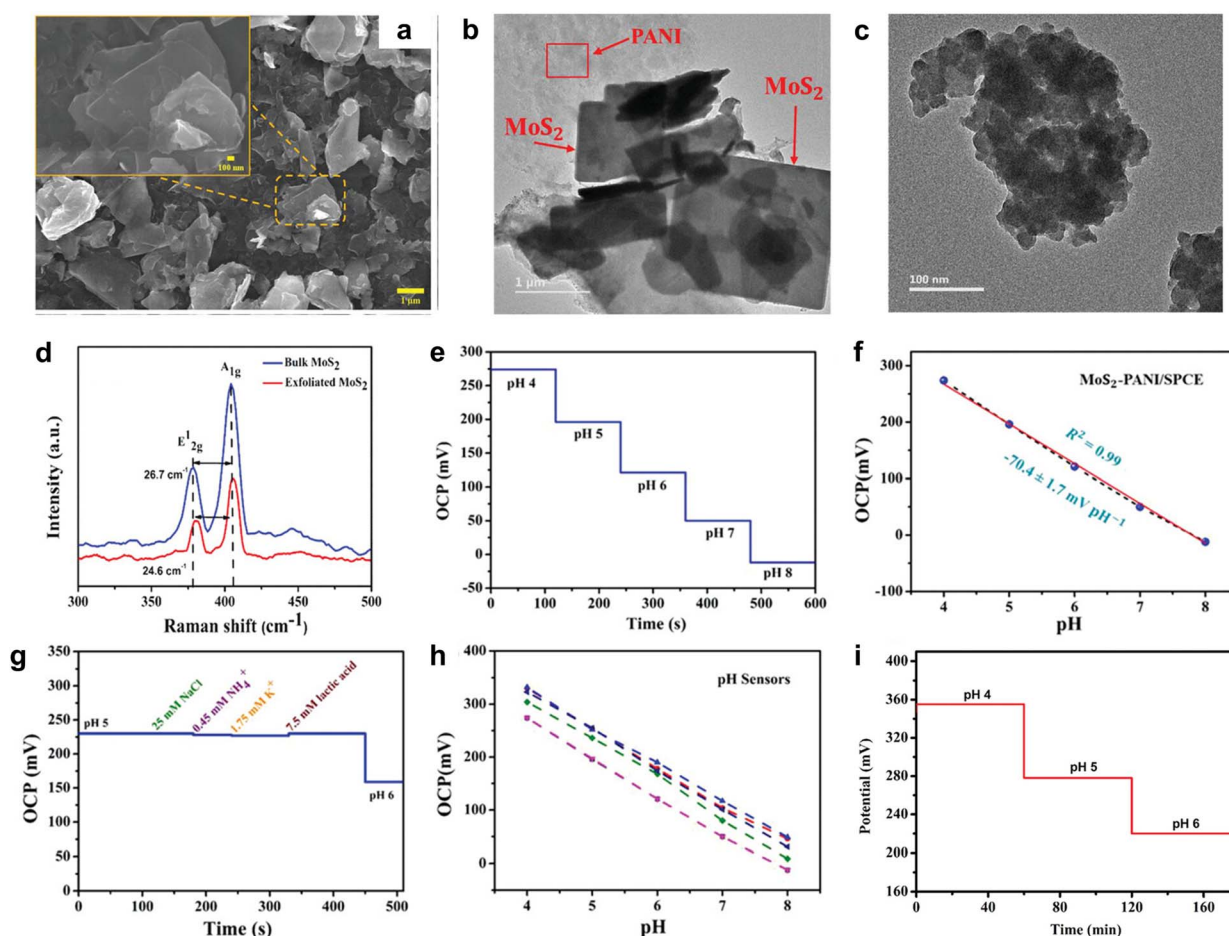 a
100 nm
1 µm
b
PANI
MoS₂
MoS₂
1 µm
c
100 nm
d
Intensity (a.u.)
A₁g
Bulk MoS₂
Exfoliated MoS₂
E¹₂g
26.7 cm⁻¹
24.6 cm⁻¹
300 350 400 450 500
Raman shift (cm⁻¹)
e
OCP (mV)
300
250
200
150
100
50
0
-50
pH 4
pH 5
pH 6
pH 7
pH 8
0 100 200 300 400 500 600
Time (s)
f
OCP(mV)
300
200
100
0
-100
MoS₂-PANI/SPCE
R² = 0.99
-70.4 ± 1.7 mV pH⁻¹
4 5 6 7 8
pH
g
OCP (mV)
350
300
250
200
150
100
50
0
pH 5
25 mM NaCl
0.45 mM NH₄⁺
1.75 mM K⁺
7.5 mM lactic acid
pH 6
0 100 200 300 400 500
Time (s)
h
OCP(mV)
400
300
200
100
0
pH Sensors
4 5 6 7 8
pH
i
Potential (mV)
400
360
320
280
240
200
160
pH 4
pH 5
pH 6
0 40 80 120 160
Time (min)